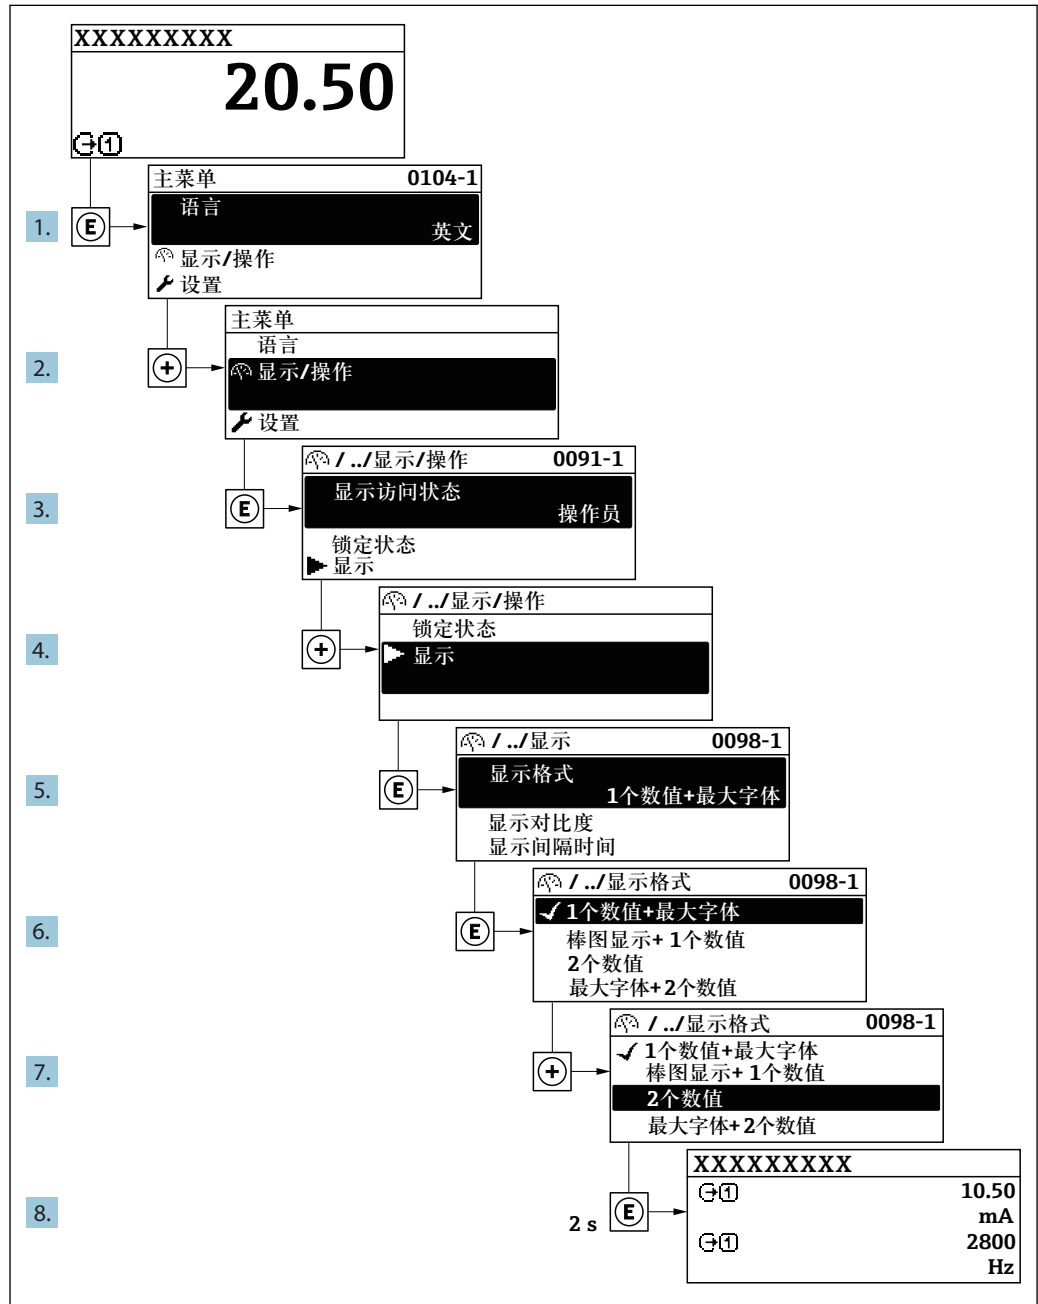 XXXXXXXXX
20.50
1
主菜单 0104-1
语言
英文
显示/操作
设置
1. E
主菜单
语言
显示/操作
设置
2. +
/ ../显示/操作 0091-1
显示访问状态
操作员
锁定状态
显示
3. E
/ ../显示/操作
锁定状态
显示
4. +
/ ../显示 0098-1
显示格式
1个数值+最大字体
显示对比度
显示间隔时间
5. E
/ ../显示格式 0098-1
1个数值+最大字体
棒图显示+ 1个数值
2个数值
最大字体+2个数值
6. E
/ ../显示格式 0098-1
1个数值+最大字体
棒图显示+ 1个数值
2个数值
最大字体+2个数值
7. +
XXXXXXXXX
1 10.50
mA
1 2800
Hz
8. 2 s E